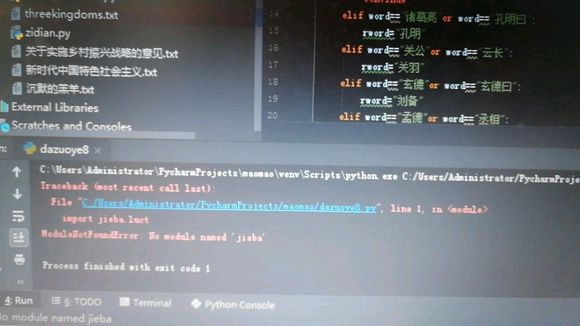 threekingdoms.txt
zidian.py
关于实施乡村振兴战略的意见.txt
新时代中国特色社会主义.txt
沉默的羔羊.txt
External Libraries
Scratches and Consoles
continue
14 elif word=="诸葛亮" or word=="孔明曰":
15 rword="孔明"
16 elif word=="关公" or word=="云长":
17 rword="关羽"
18 elif word=="玄德" or word=="玄德曰":
19 rword="刘备"
20 elif word=="孟德" or word=="丞相":
n: dazuoye8
C:\Users\Administrator\PycharmProjects\maomao\venv\Scripts\python.exe C:/Users/Administrator/PycharmProjec
Traceback (most recent call last):
File "C:/Users/Administrator/PycharmProjects/maomao/dazuoye8.py", line 1, in <module>
import jieba luct
ModuleNotFoundError: No module named 'jieba'
Process finished with exit code 1
4: Run 6: TODO Terminal Python Console
No module named jieba